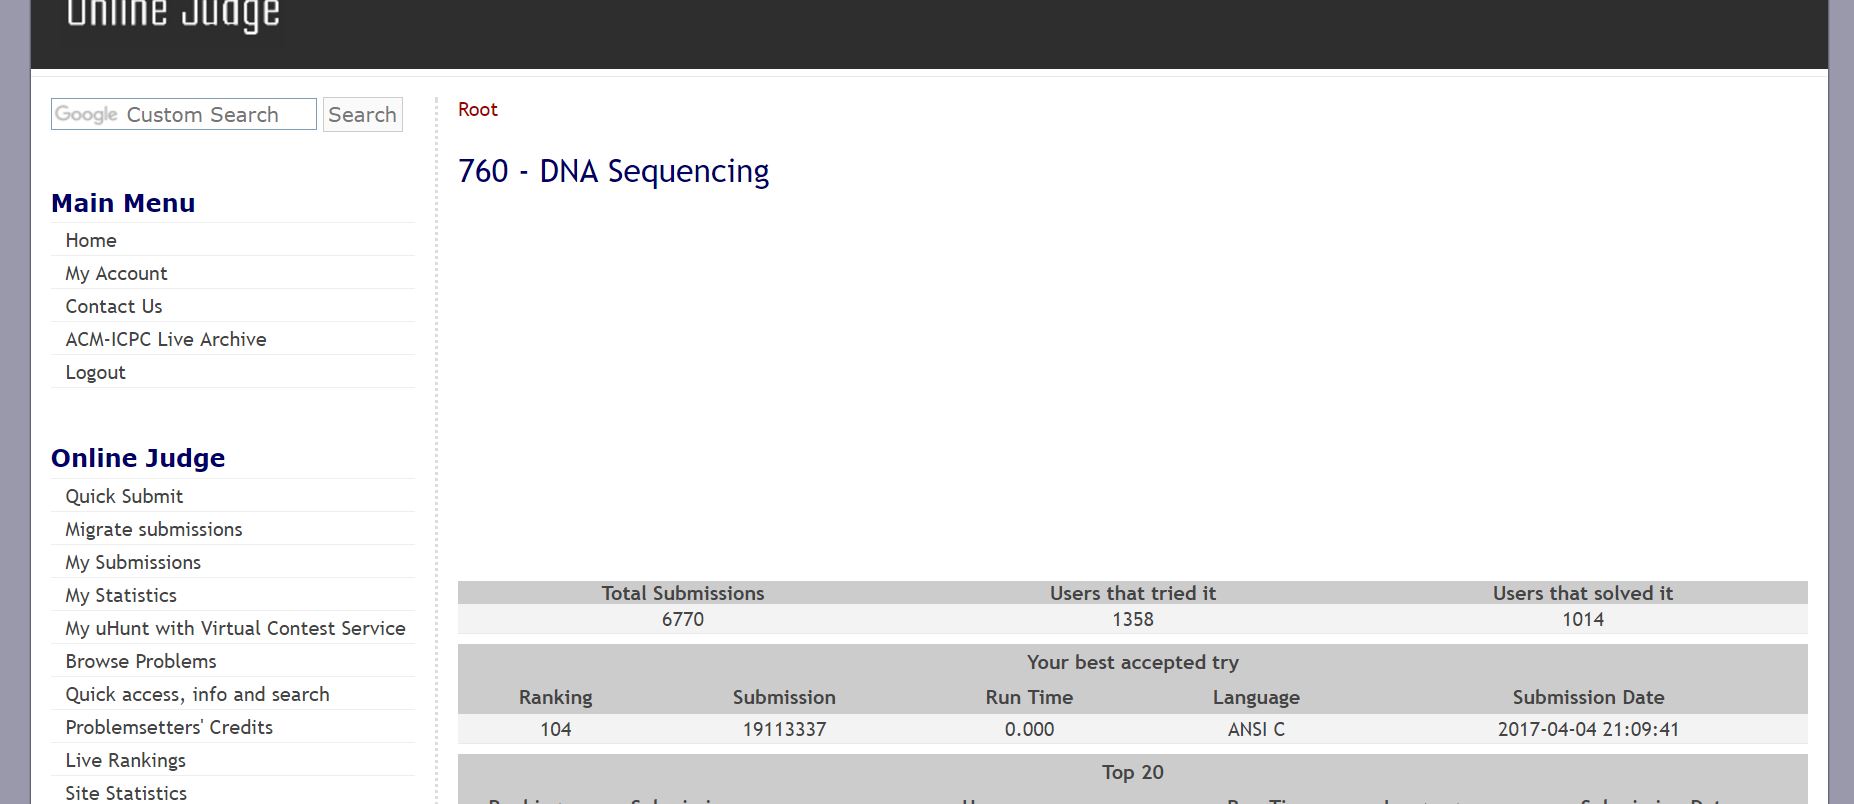 Online Judge
Google Custom Search Search
Main Menu
Home
My Account
Contact Us
ACM-ICPC Live Archive
Logout
Online Judge
Quick Submit
Migrate submissions
My Submissions
My Statistics
My uHunt with Virtual Contest Service
Browse Problems
Quick access, info and search
Problemsetters' Credits
Live Rankings
Site Statistics
Root
760 - DNA Sequencing
Total Submissions Users that tried it Users that solved it
6770 1358 1014
Your best accepted try
Ranking Submission Run Time Language Submission Date
104 19113337 0.000 ANSI C 2017-04-04 21:09:41
Top 20